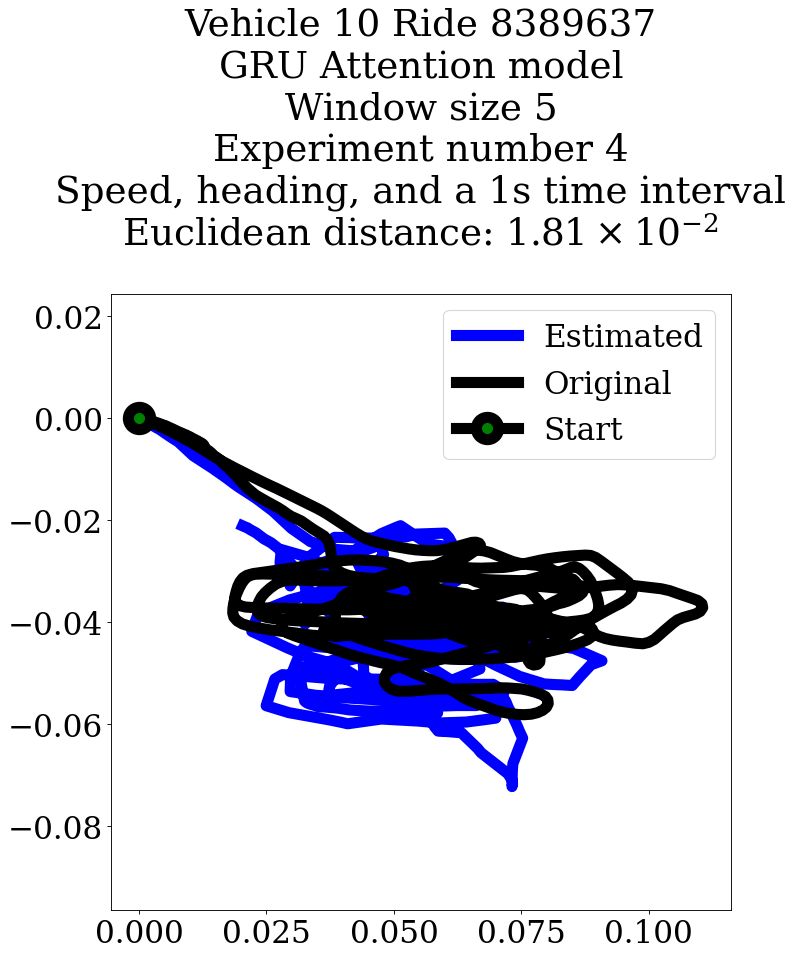 Vehicle 10 Ride 8389637
GRU Attention model
Window size 5
Experiment number 4
Speed, heading, and a 1s time interval
Euclidean distance: 1.81 × 10⁻²
Estimated
Original
Start
0.02
0.00
−0.02
−0.04
−0.06
−0.08
0.000 0.025 0.050 0.075 0.100